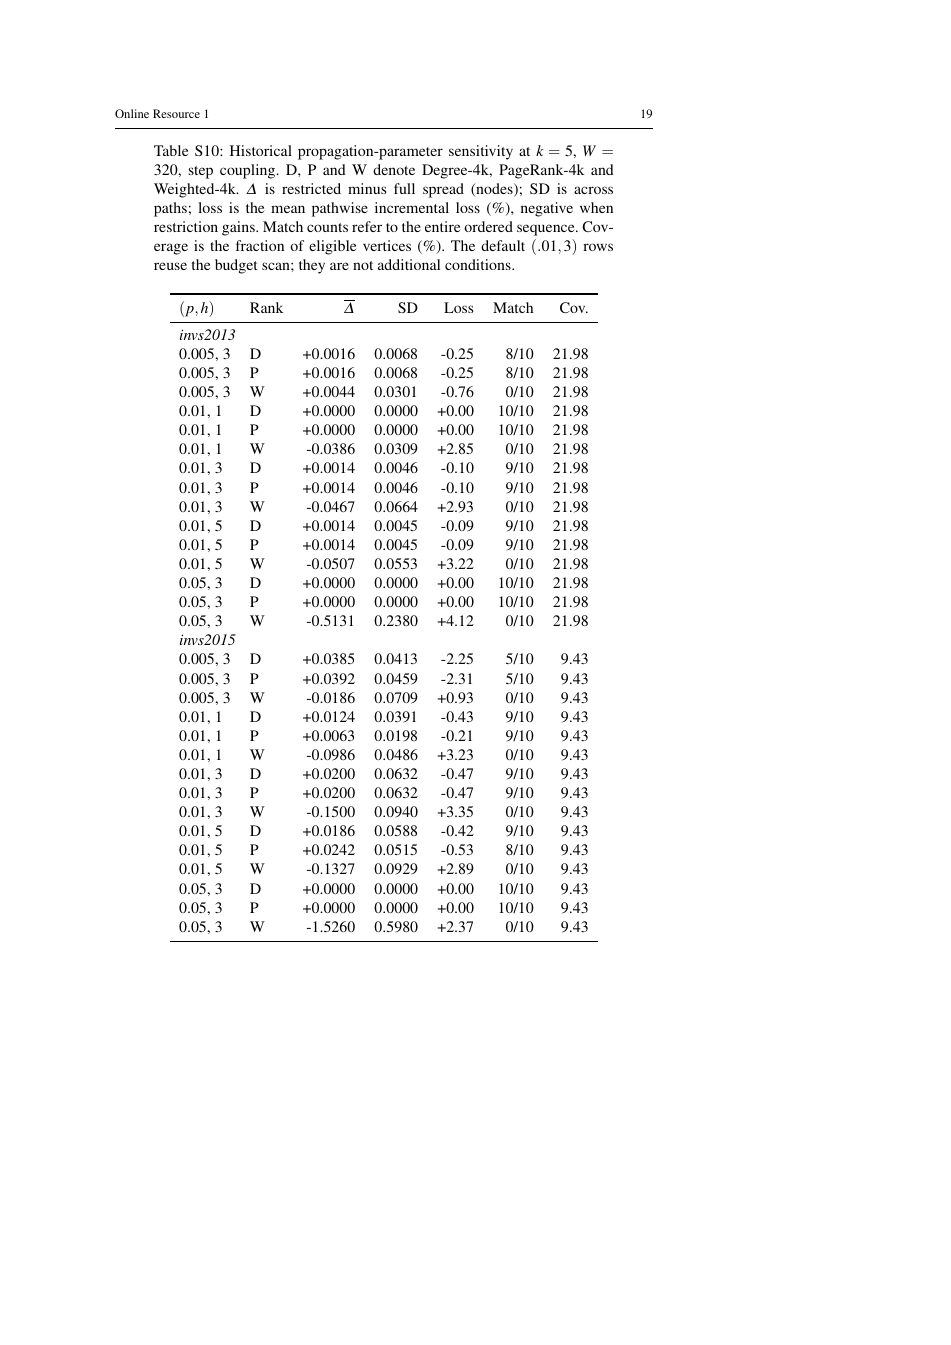 Online Resource 1 19
Table S10: Historical propagation-parameter sensitivity at k = 5, W =
320, step coupling. D, P and W denote Degree-4k, PageRank-4k and
Weighted-4k. Δ is restricted minus full spread (nodes); SD is across
paths; loss is the mean pathwise incremental loss (%), negative when
restriction gains. Match counts refer to the entire ordered sequence. Cov-
erage is the fraction of eligible vertices (%). The default (.01,3) rows
reuse the budget scan; they are not additional conditions.
(p,h) Rank Δ̅ SD Loss Match Cov.
invs2013
0.005, 3 D +0.0016 0.0068 -0.25 8/10 21.98
0.005, 3 P +0.0016 0.0068 -0.25 8/10 21.98
0.005, 3 W +0.0044 0.0301 -0.76 0/10 21.98
0.01, 1 D +0.0000 0.0000 +0.00 10/10 21.98
0.01, 1 P +0.0000 0.0000 +0.00 10/10 21.98
0.01, 1 W -0.0386 0.0309 +2.85 0/10 21.98
0.01, 3 D +0.0014 0.0046 -0.10 9/10 21.98
0.01, 3 P +0.0014 0.0046 -0.10 9/10 21.98
0.01, 3 W -0.0467 0.0664 +2.93 0/10 21.98
0.01, 5 D +0.0014 0.0045 -0.09 9/10 21.98
0.01, 5 P +0.0014 0.0045 -0.09 9/10 21.98
0.01, 5 W -0.0507 0.0553 +3.22 0/10 21.98
0.05, 3 D +0.0000 0.0000 +0.00 10/10 21.98
0.05, 3 P +0.0000 0.0000 +0.00 10/10 21.98
0.05, 3 W -0.5131 0.2380 +4.12 0/10 21.98
invs2015
0.005, 3 D +0.0385 0.0413 -2.25 5/10 9.43
0.005, 3 P +0.0392 0.0459 -2.31 5/10 9.43
0.005, 3 W -0.0186 0.0709 +0.93 0/10 9.43
0.01, 1 D +0.0124 0.0391 -0.43 9/10 9.43
0.01, 1 P +0.0063 0.0198 -0.21 9/10 9.43
0.01, 1 W -0.0986 0.0486 +3.23 0/10 9.43
0.01, 3 D +0.0200 0.0632 -0.47 9/10 9.43
0.01, 3 P +0.0200 0.0632 -0.47 9/10 9.43
0.01, 3 W -0.1500 0.0940 +3.35 0/10 9.43
0.01, 5 D +0.0186 0.0588 -0.42 9/10 9.43
0.01, 5 P +0.0242 0.0515 -0.53 8/10 9.43
0.01, 5 W -0.1327 0.0929 +2.89 0/10 9.43
0.05, 3 D +0.0000 0.0000 +0.00 10/10 9.43
0.05, 3 P +0.0000 0.0000 +0.00 10/10 9.43
0.05, 3 W -1.5260 0.5980 +2.37 0/10 9.43